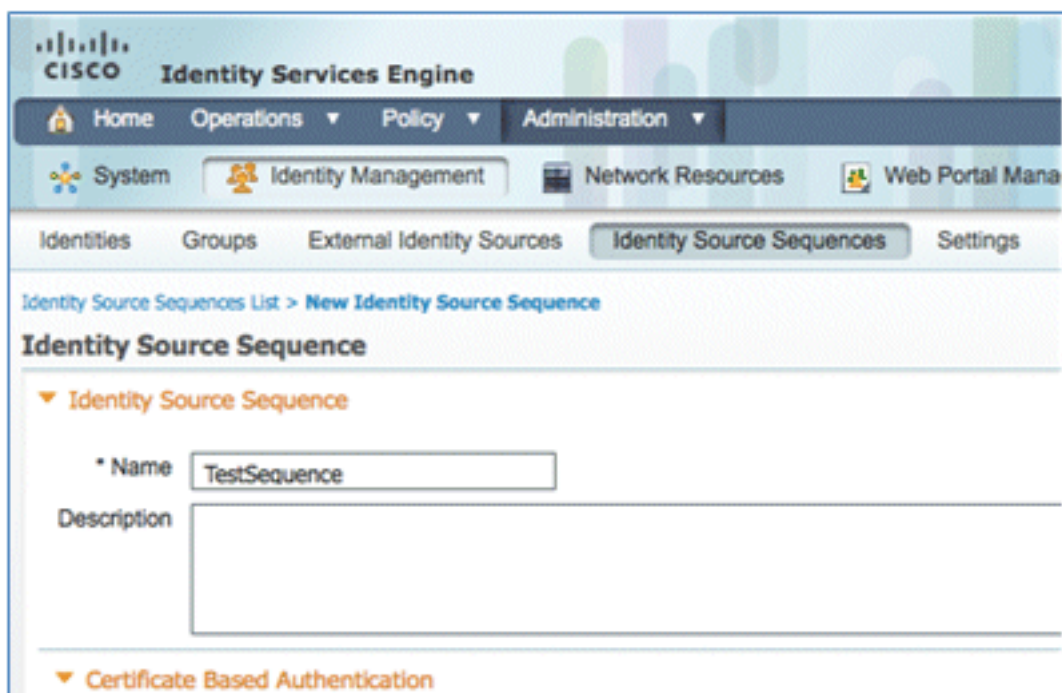 CISCO Identity Services Engine
Home Operations ▼ Policy ▼ Administration ▼
System Identity Management Network Resources Web Portal Mana
Identities Groups External Identity Sources Identity Source Sequences Settings
Identity Source Sequences List > New Identity Source Sequence
Identity Source Sequence
▼ Identity Source Sequence
* Name TestSequence
Description
▼ Certificate Based Authentication